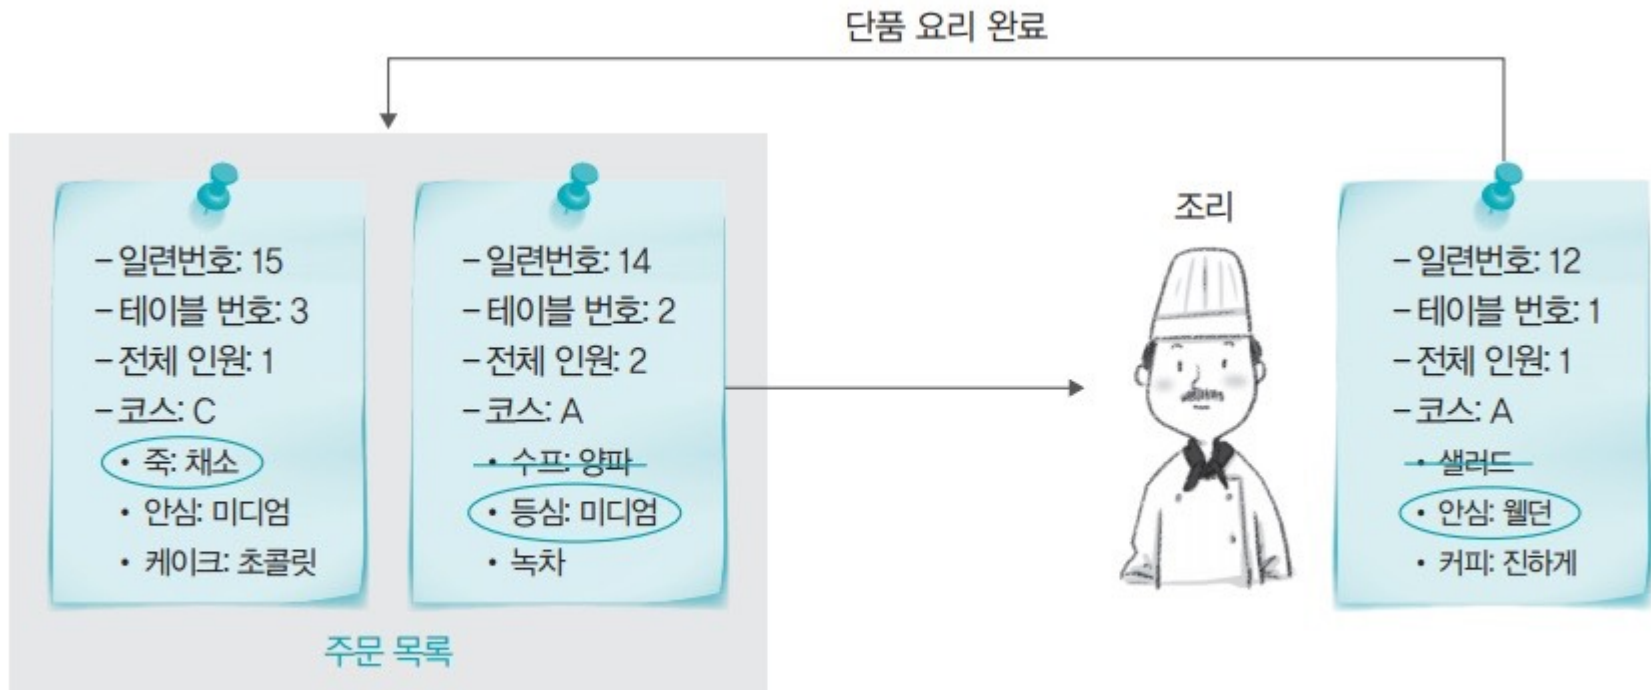 단품 요리 완료
- 일련번호: 15
- 테이블 번호: 3
- 전체 인원: 1
- 코스: C
• 죽: 채소
• 안심: 미디엄
• 케이크: 초콜릿
- 일련번호: 14
- 테이블 번호: 2
- 전체 인원: 2
- 코스: A
• 수프: 양파
• 등심: 미디엄
• 녹차
주문 목록
조리
- 일련번호: 12
- 테이블 번호: 1
- 전체 인원: 1
- 코스: A
• 샐러드
• 안심: 웰던
• 커피: 진하게